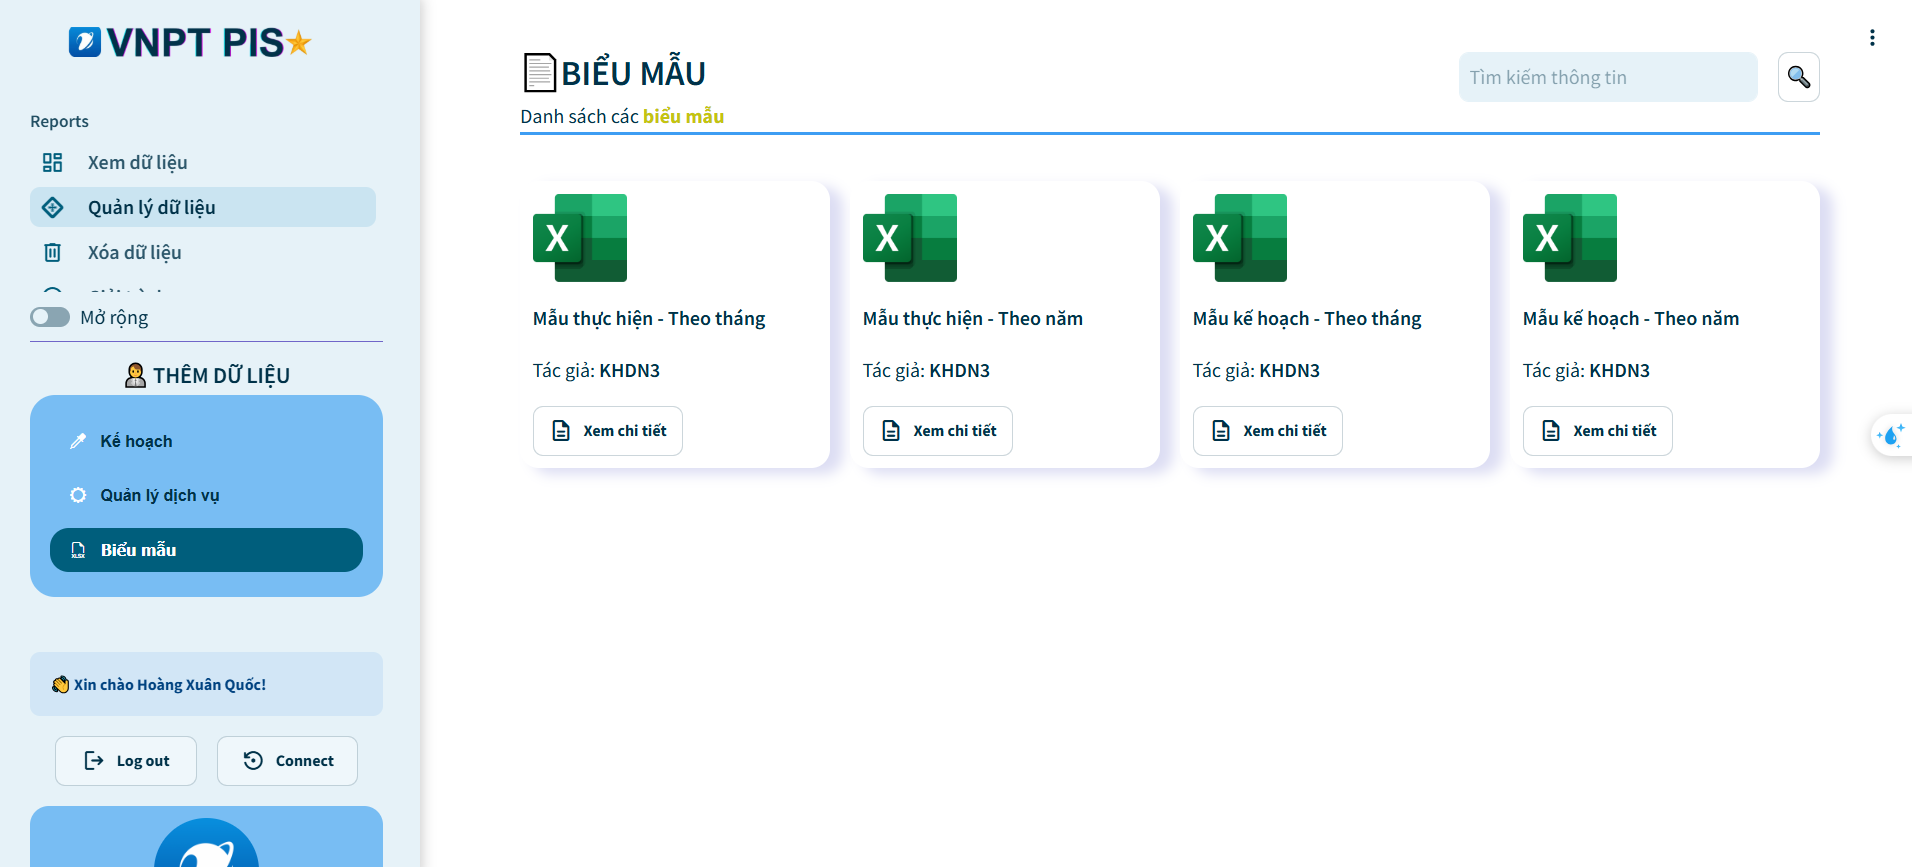 VNPT PIS
Reports
Xem dữ liệu
Quản lý dữ liệu
Xóa dữ liệu
Mở rộng
THÊM DỮ LIỆU
Kế hoạch
Quản lý dịch vụ
XLSX
Biểu mẫu
Xin chào Hoàng Xuân Quốc!
Log out
Connect
BIỂU MẪU
Danh sách các biểu mẫu
Tìm kiếm thông tin
X
Mẫu thực hiện - Theo tháng
Tác giả: KHDN3
Xem chi tiết
X
Mẫu thực hiện - Theo năm
Tác giả: KHDN3
Xem chi tiết
X
Mẫu kế hoạch - Theo tháng
Tác giả: KHDN3
Xem chi tiết
X
Mẫu kế hoạch - Theo năm
Tác giả: KHDN3
Xem chi tiết